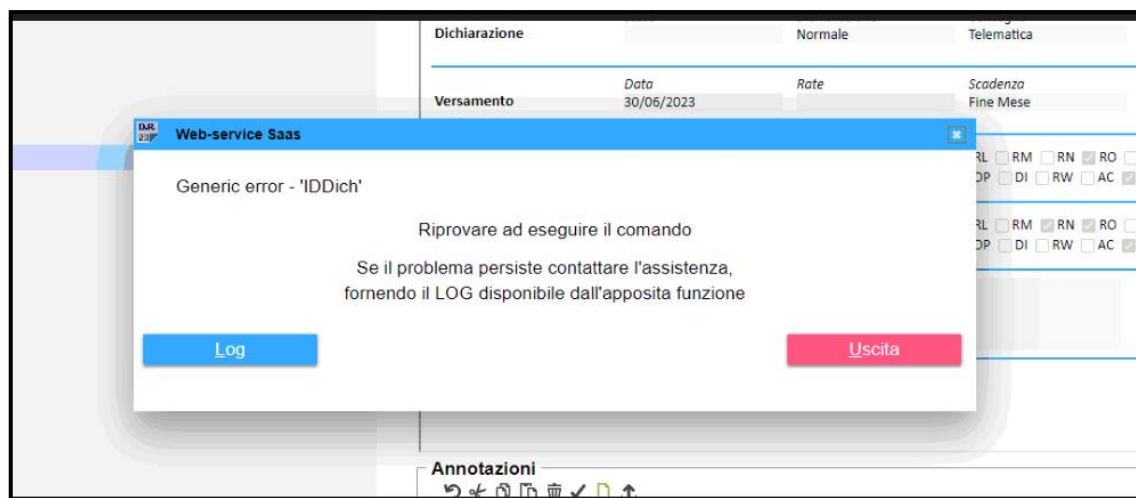 Dichiarazione Normale Telematica
Data Rate Scadenza
Versamento 30/06/2023 Fine Mese
Web-service Saas
RL RM RN RO
DI RW AC
Generic error - 'IDDich'
Riprovare ad eseguire il comando
RL RM RN RO
DI RW AC
Se il problema persiste contattare l'assistenza,
fornendo il LOG disponibile dall'apposita funzione
Log Uscita
Annotazioni